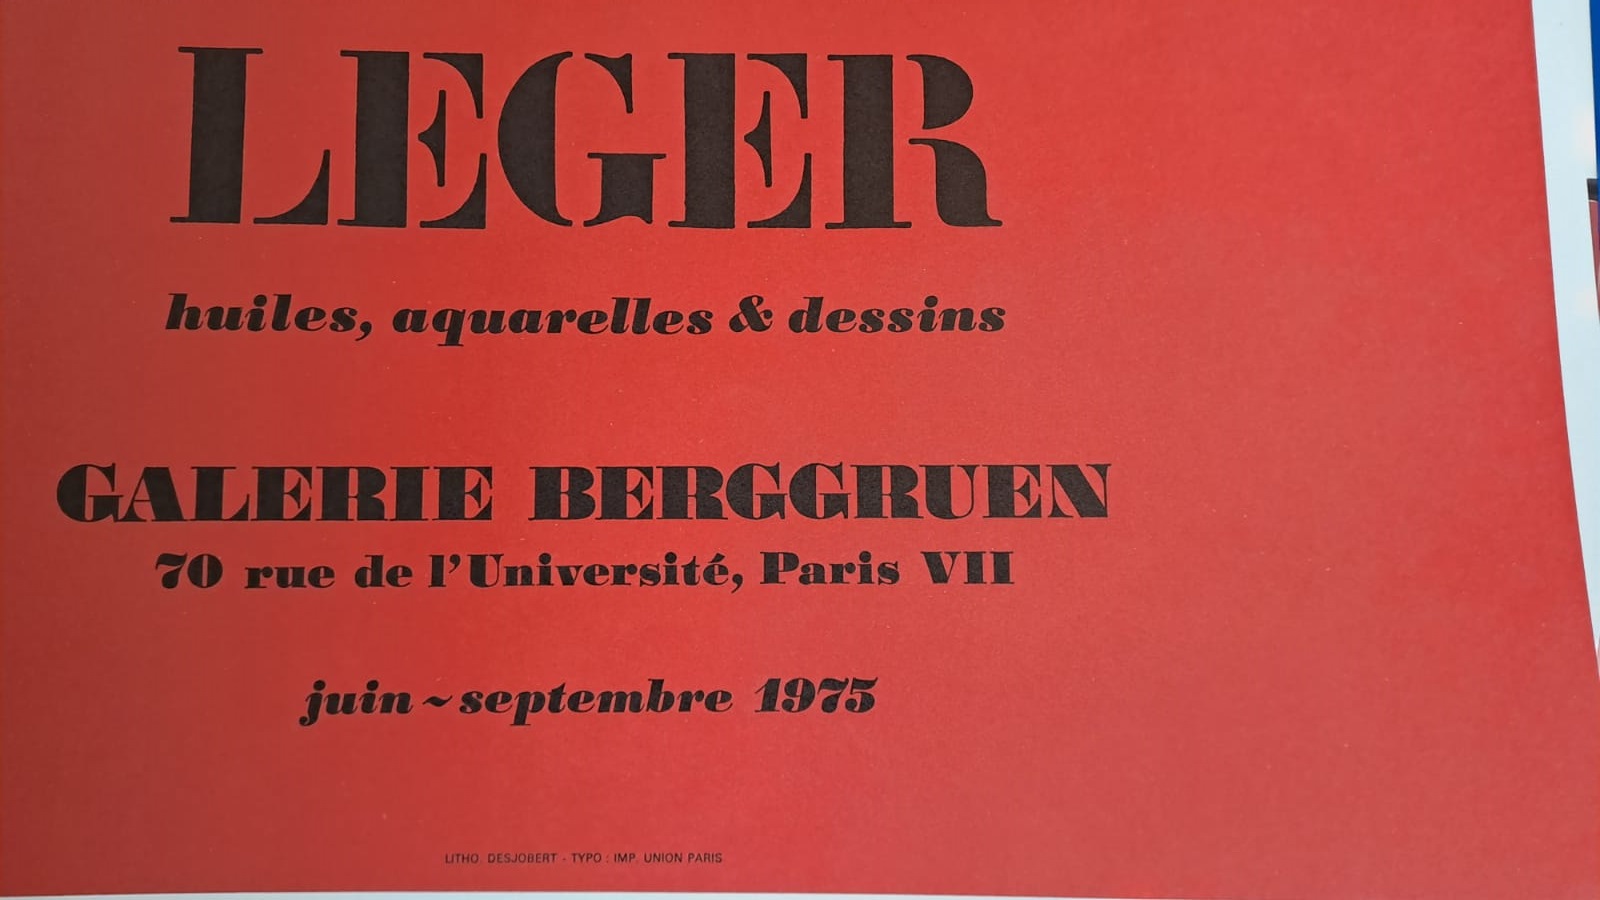 LEGER
huiles, aquarelles & dessins
GALERIE BERGGRUEN
70 rue de l'Université, Paris VII
juin ~ septembre 1975
LITHO. DESJOBERT - TYPO : IMP. UNION PARIS